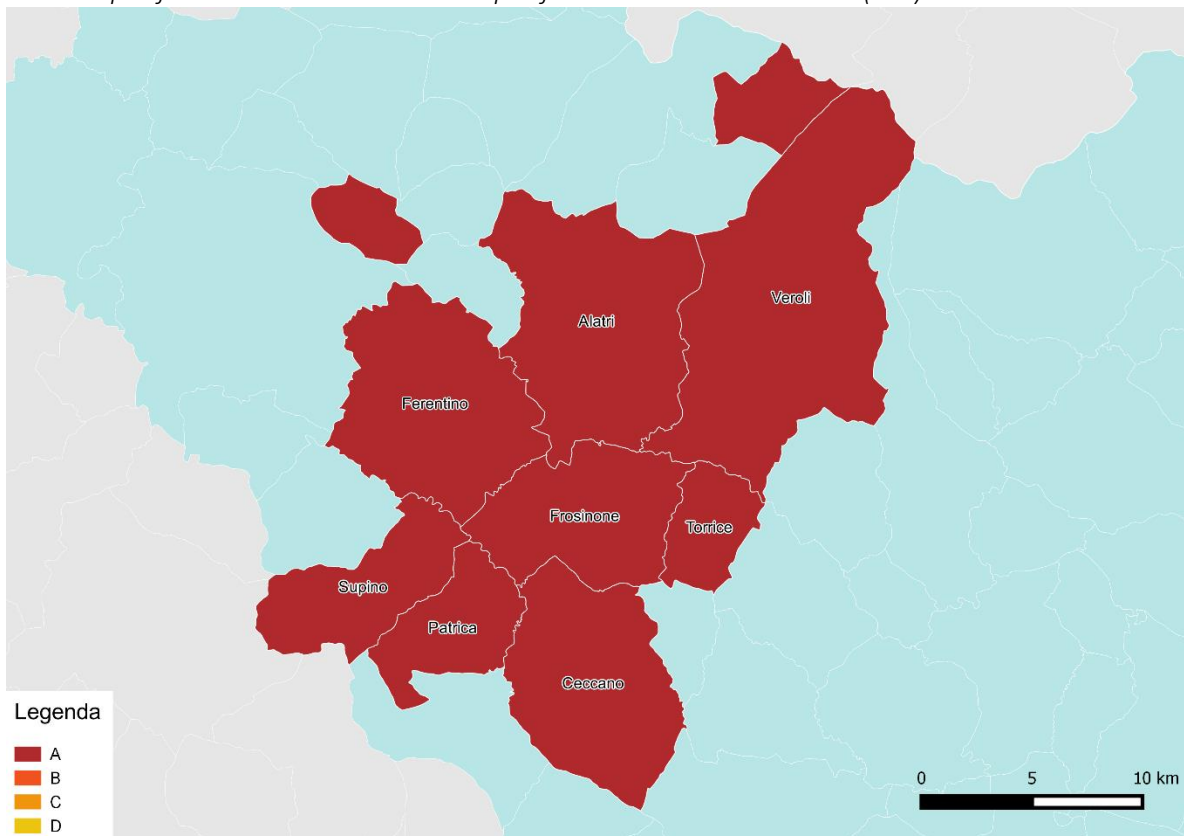 Veroli
Alatri
Ferentino
Frosinone
Torrice
Supino
Patrica
Ceccano
Legenda
A
B
C
D
0 5 10 km